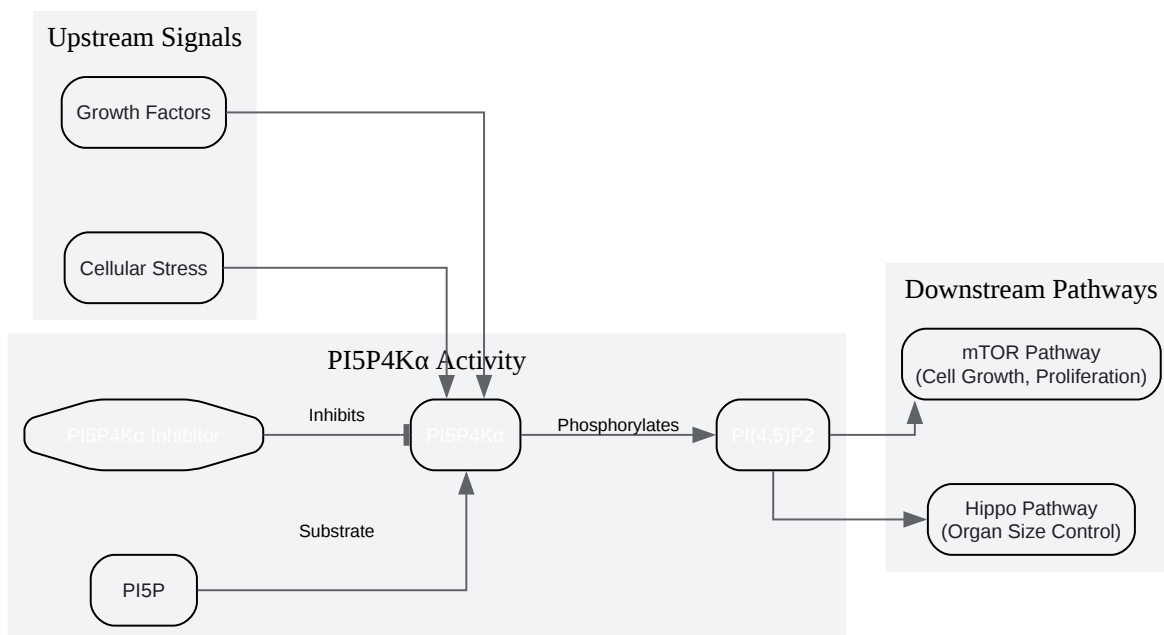 Upstream Signals
Growth Factors
Cellular Stress
PI5P4Kα Activity
PI5P4Kα Inhibitor
Inhibits
PI5P4Kα
Phosphorylates
PI(4,5)P2
Substrate
PI5P
Downstream Pathways
mTOR Pathway
(Cell Growth, Proliferation)
Hippo Pathway
(Organ Size Control)